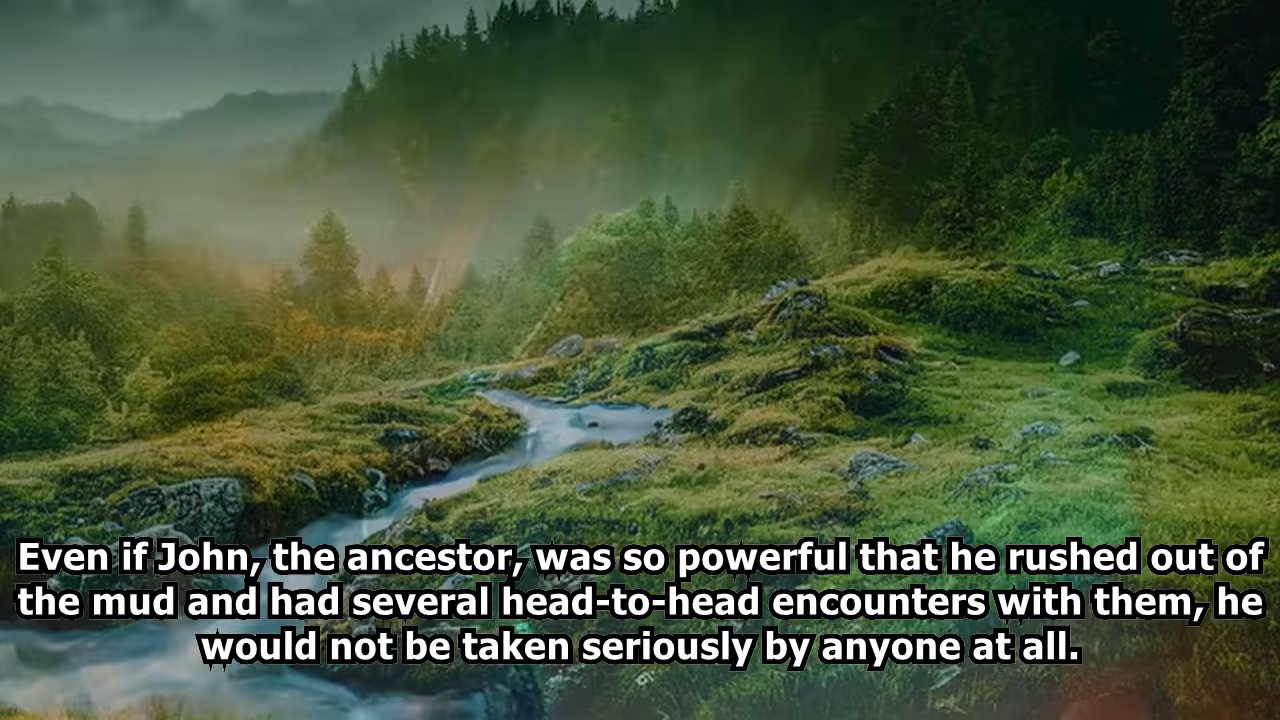 Even if John, the ancestor, was so powerful that he rushed out of
the mud and had several head-to-head encounters with them, he
would not be taken seriously by anyone at all.